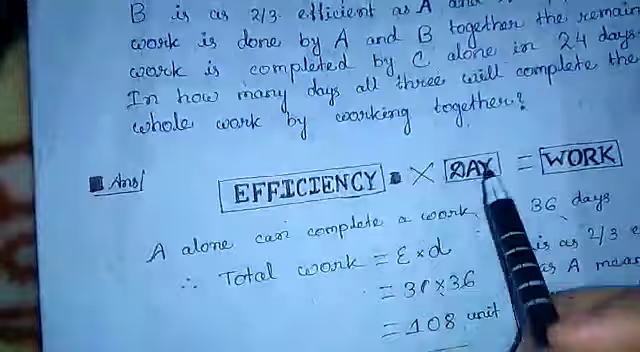 B is as 2/3 efficient as A and
work is done by A and B together the remain
work is completed by C alone in 24 days.
In how many days all three will complete the
whole work by working together?
Ans
EFFICIENCY × DAY = WORK
A alone can complete a work 36 days
∴ Total work = E×d is as 2/3 e
= 3 ×36 as A mean
= 108 unit